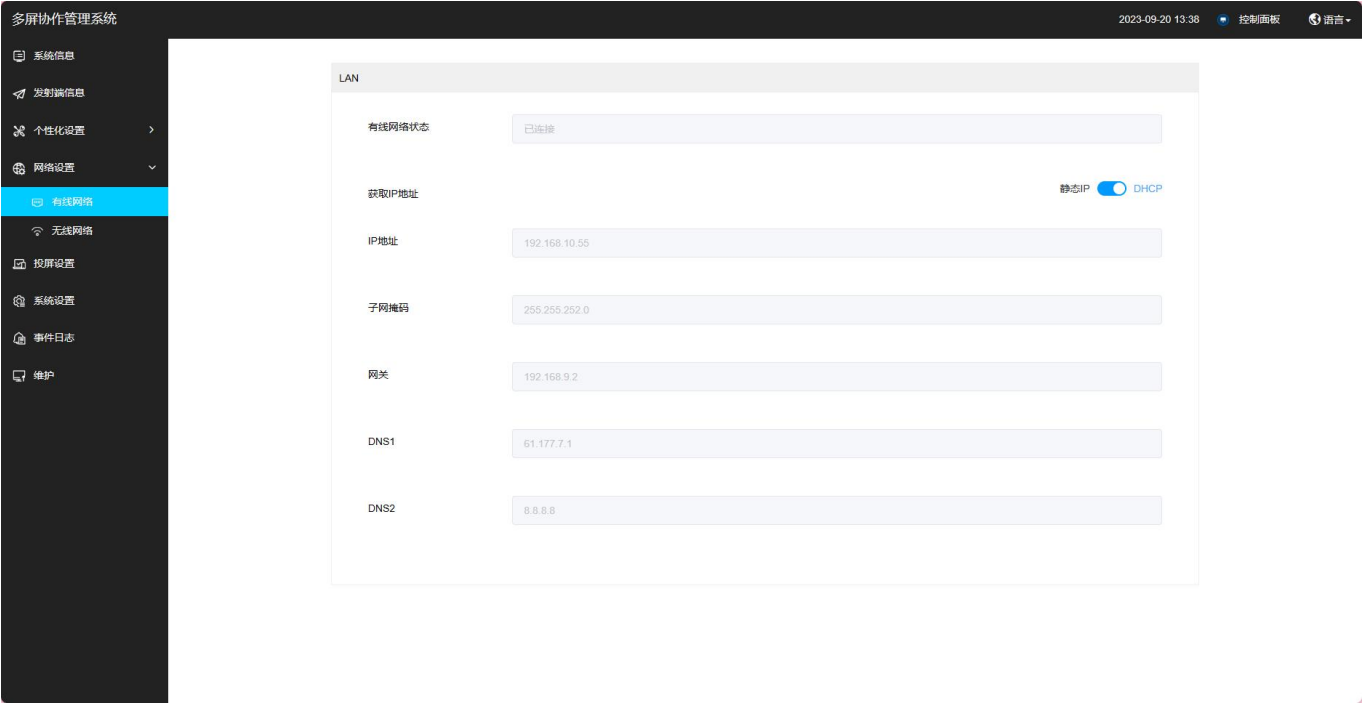 多屏协作管理系统
2023-09-20 13:38 控制面板 语言
系统信息
发射端信息
个性化设置
网络设置
有线网络
无线网络
投屏设置
系统设置
事件日志
维护
LAN
有线网络状态 已连接
获取IP地址 静态IP DHCP
IP地址 192.168.10.55
子网掩码 255.255.252.0
网关 192.168.9.2
DNS1 61.177.7.1
DNS2 8.8.8.8